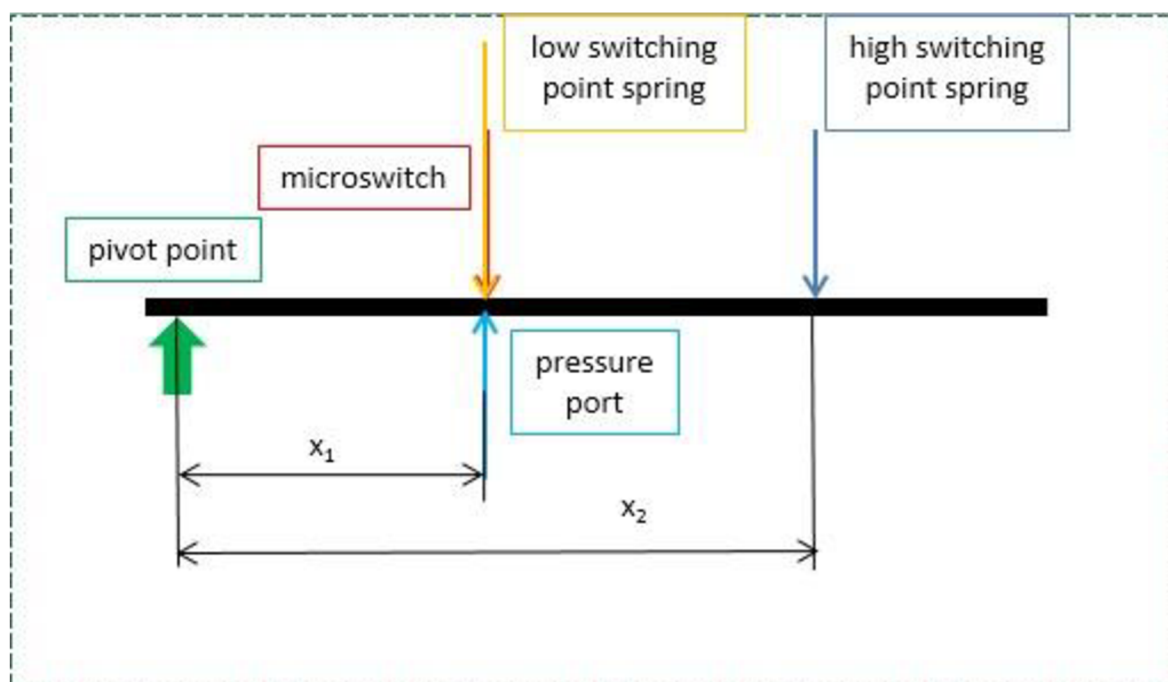 low switching
point spring
high switching
point spring
microswitch
pivot point
pressure
port
x₁
x₂